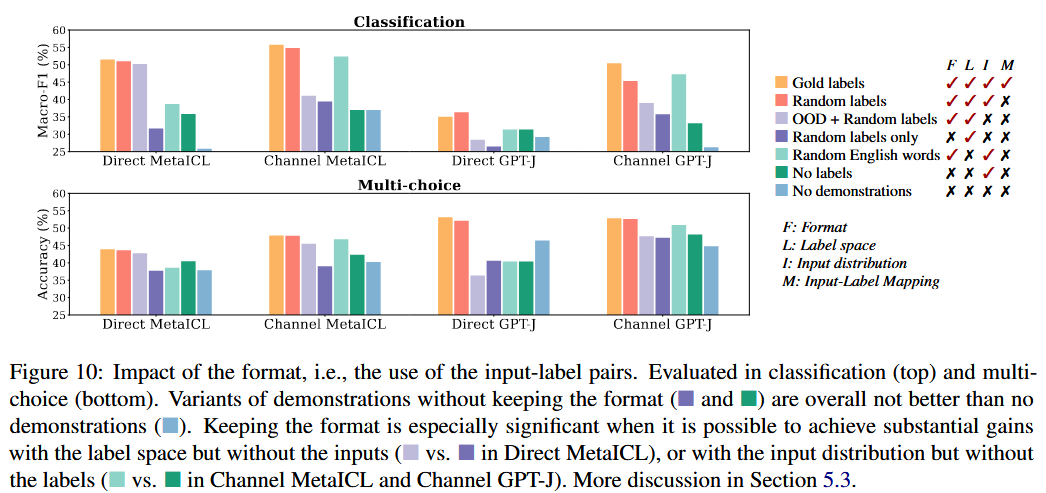 Classification
Macro-F1 (%)
60
55
50
45
40
35
30
25
Direct MetaICL Channel MetaICL Direct GPT-J Channel GPT-J
Multi-choice
Accuracy (%)
60
55
50
45
40
35
30
25
Direct MetaICL Channel MetaICL Direct GPT-J Channel GPT-J
F L I M
Gold labels ✓ ✓ ✓ ✓
Random labels ✓ ✓ ✓ ✗
OOD + Random labels ✓ ✓ ✗ ✗
Random labels only ✗ ✓ ✗ ✗
Random English words ✓ ✗ ✓ ✗
No labels ✗ ✗ ✓ ✗
No demonstrations ✗ ✗ ✗ ✗
F: Format
L: Label space
I: Input distribution
M: Input-Label Mapping
Figure 10: Impact of the format, i.e., the use of the input-label pairs. Evaluated in classification (top) and multi-
choice (bottom). Variants of demonstrations without keeping the format (■ and ■) are overall not better than no
demonstrations (■). Keeping the format is especially significant when it is possible to achieve substantial gains
with the label space but without the inputs (■ vs. ■ in Direct MetaICL), or with the input distribution but without
the labels (■ vs. ■ in Channel MetaICL and Channel GPT-J). More discussion in Section 5.3.